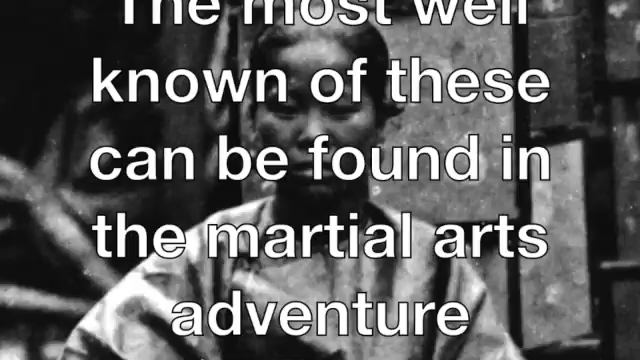 The most well
known of these
can be found in
the martial arts
adventure